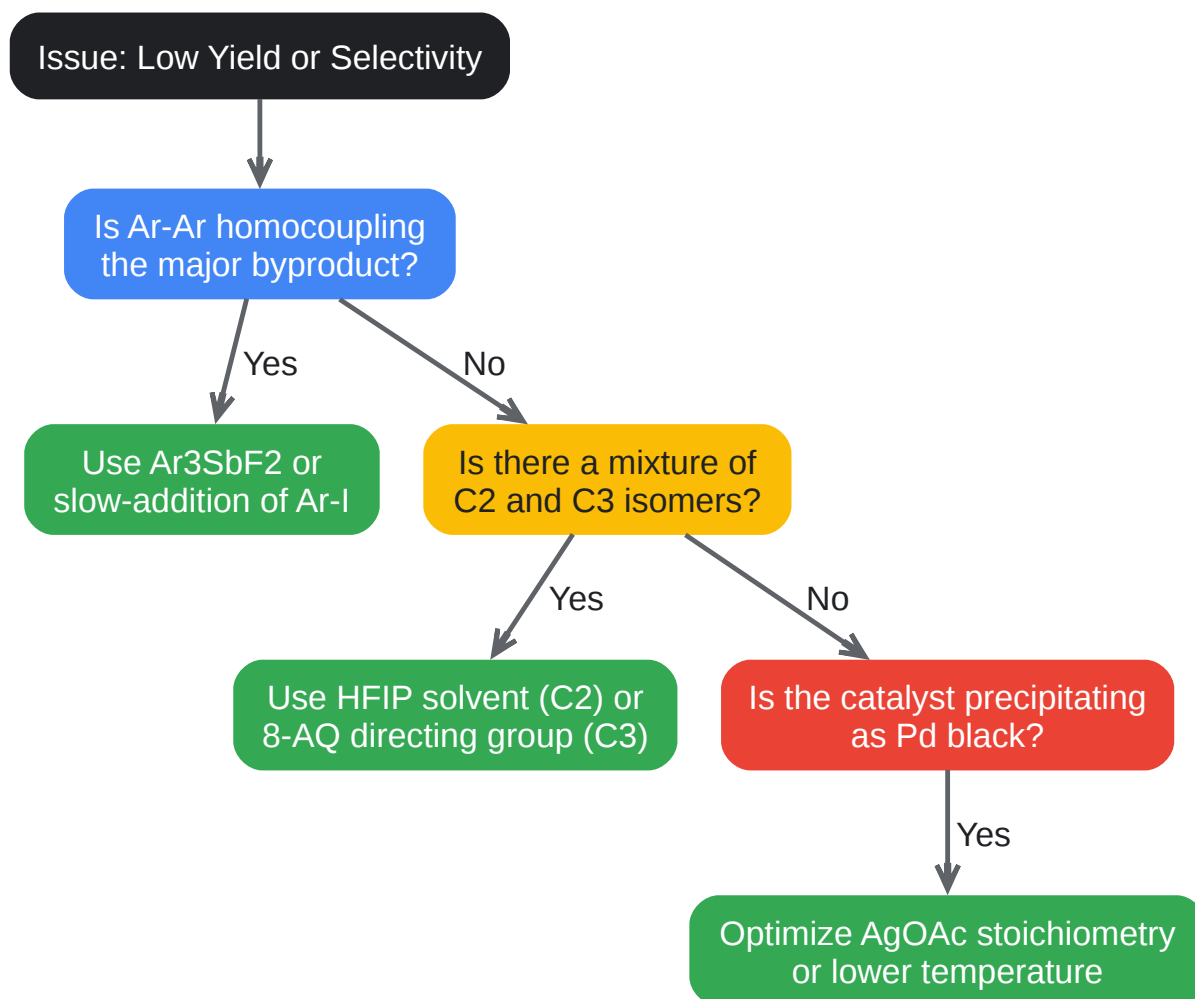 Issue: Low Yield or Selectivity
Is Ar-Ar homocoupling
the major byproduct?
Yes
No
Use Ar3SbF2 or
slow-addition of Ar-I
Is there a mixture of
C2 and C3 isomers?
Yes
No
Use HFIP solvent (C2) or
8-AQ directing group (C3)
Is the catalyst precipitating
as Pd black?
Yes
Optimize AgOAc stoichiometry
or lower temperature